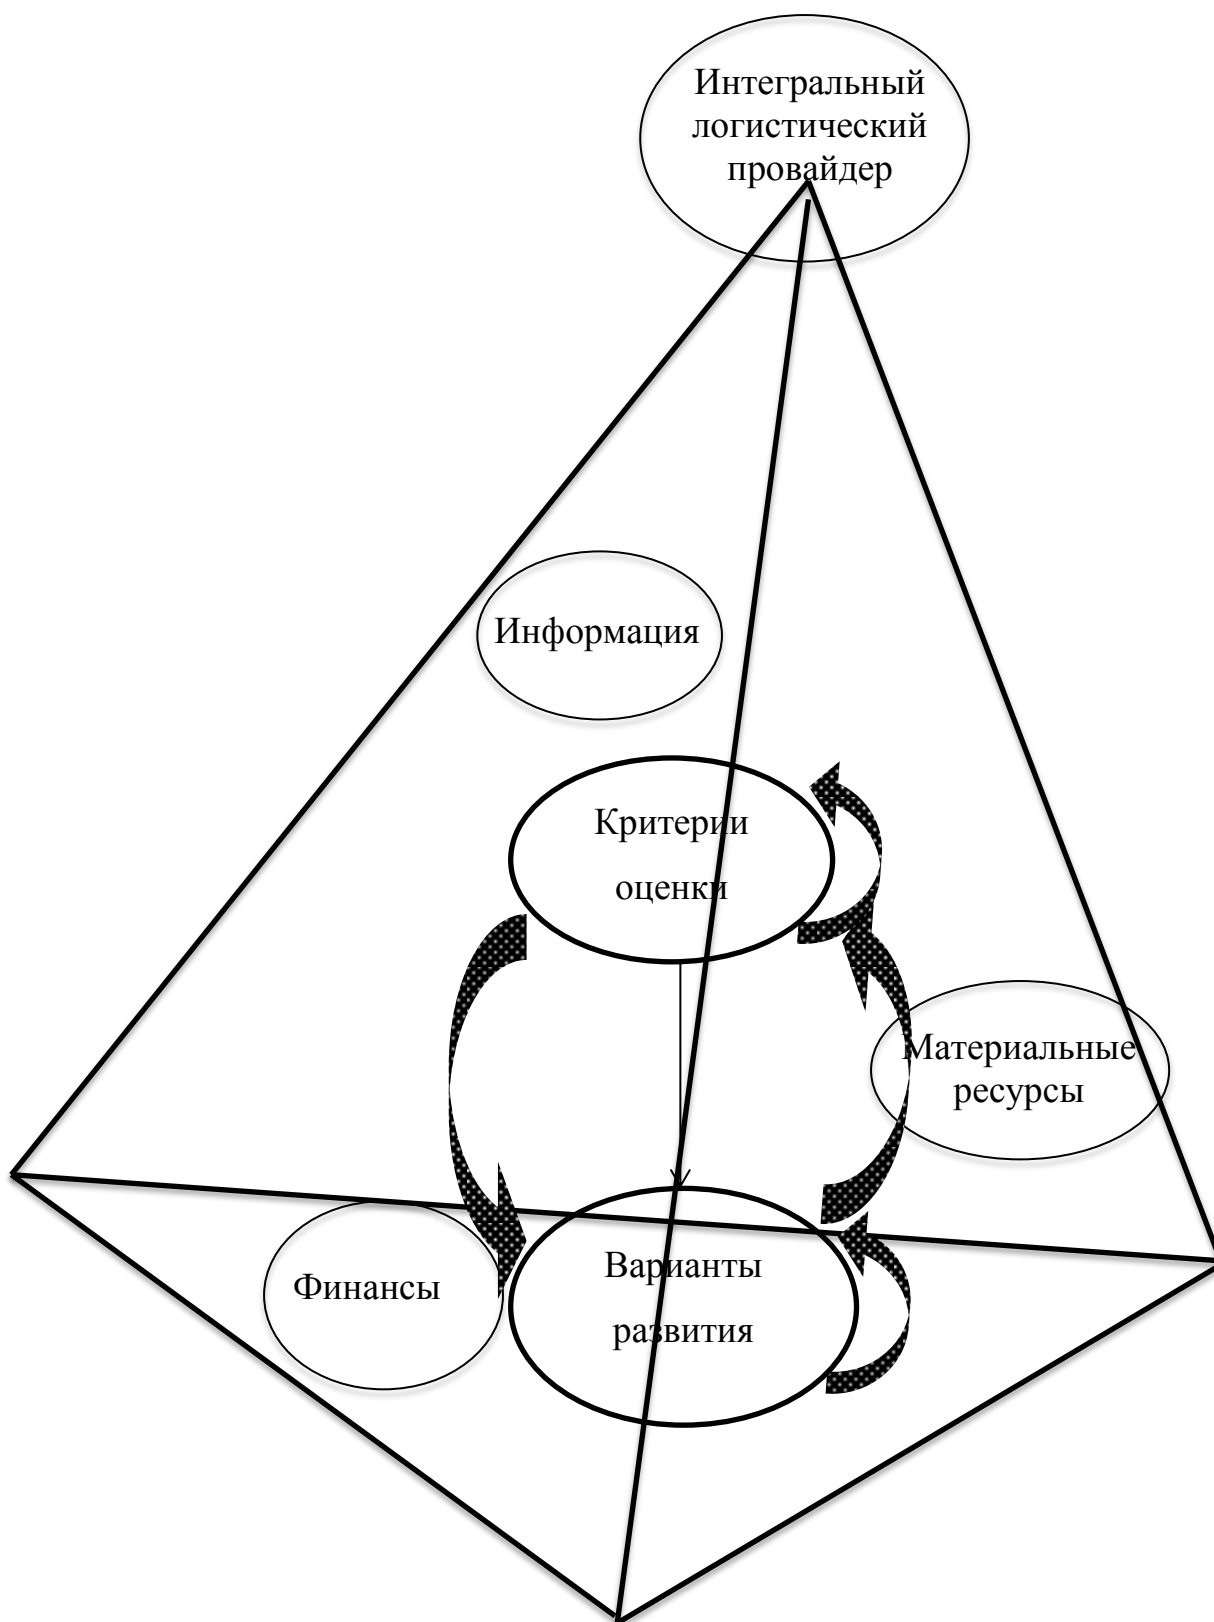 Интегральный
логистический
провайдер
Информация
Критерии
оценки
Материальные
ресурсы
Финансы
Варианты
развития